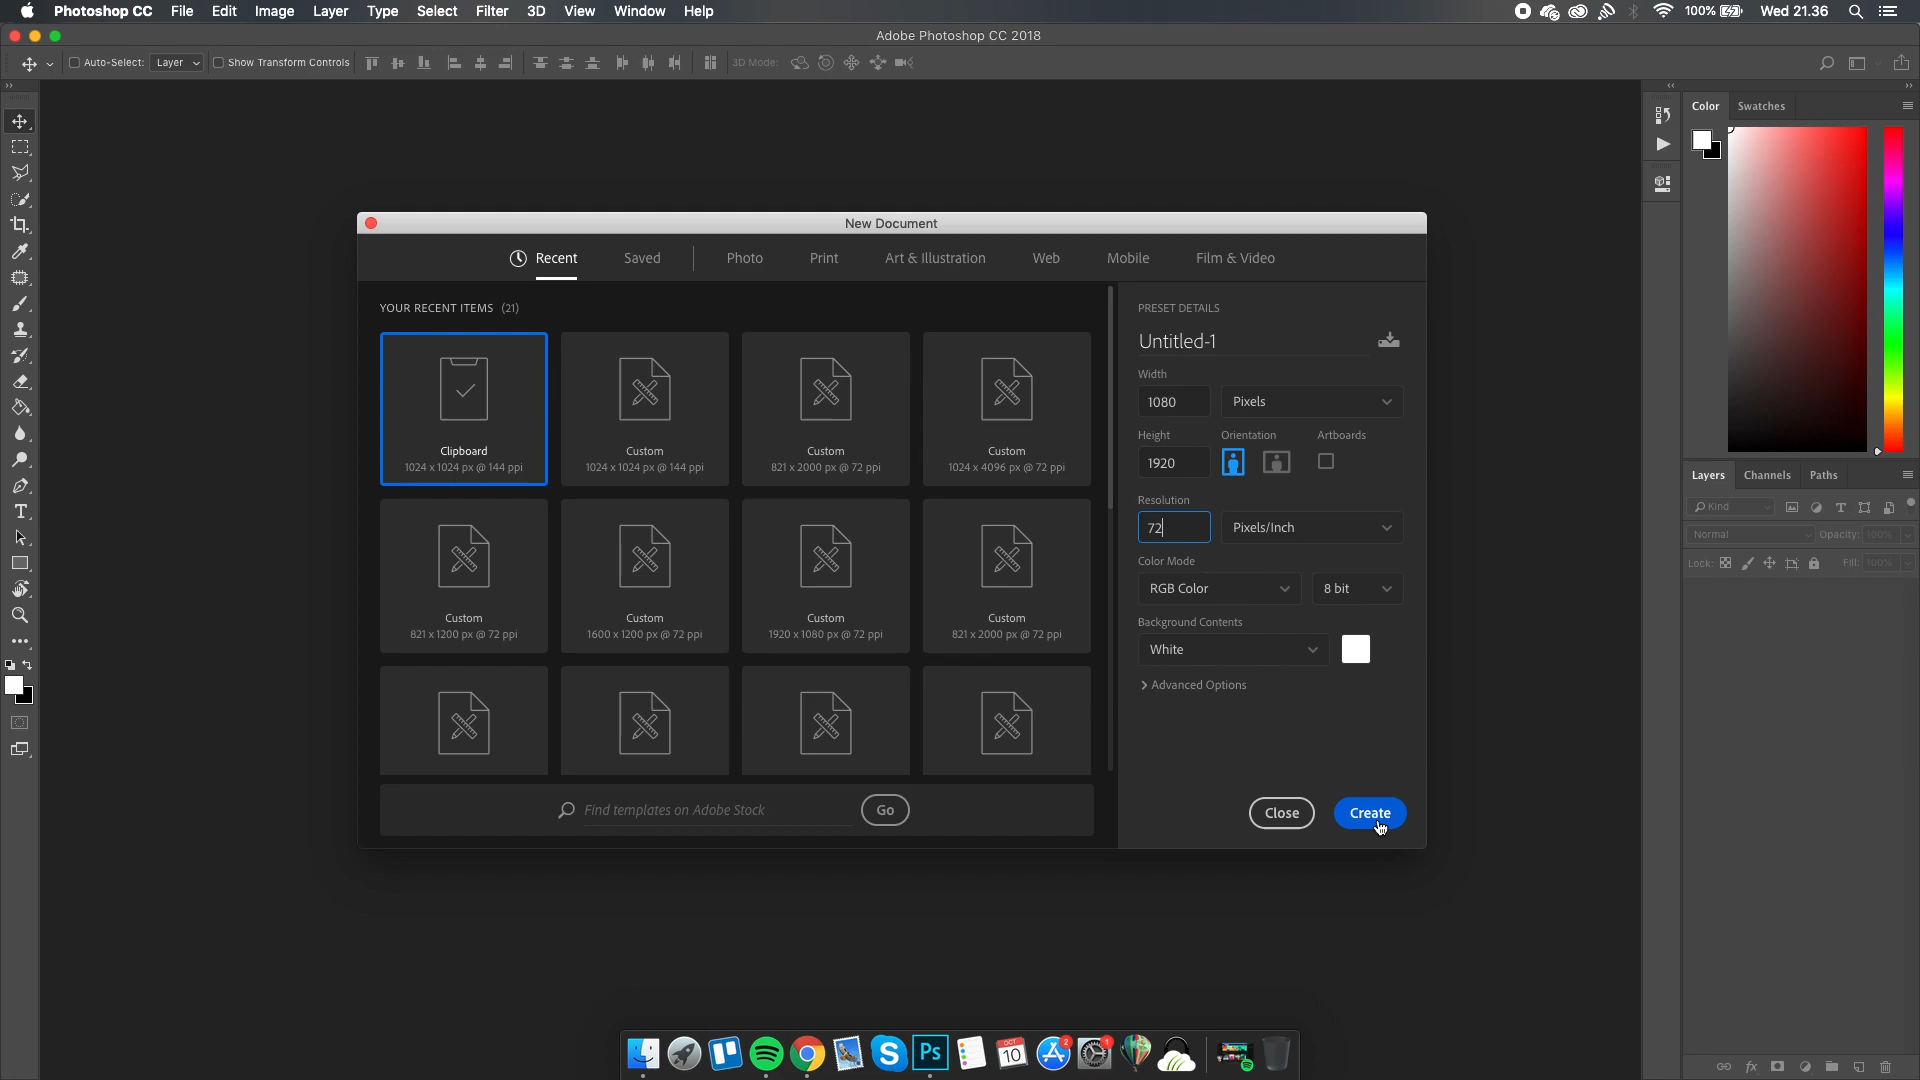 Photoshop CC File Edit Image Layer Type Select Filter 3D View Window Help 100% Wed 21.36
Adobe Photoshop CC 2018
Auto-Select: Layer Show Transform Controls 3D Mode:
New Document
Recent Saved Photo Print Art & Illustration Web Mobile Film & Video
YOUR RECENT ITEMS (21)
Clipboard
1024 x 1024 px @ 144 ppi
Custom
1024 x 1024 px @ 144 ppi
Custom
821 x 2000 px @ 72 ppi
Custom
1024 x 4096 px @ 72 ppi
Custom
821 x 1200 px @ 72 ppi
Custom
1600 x 1200 px @ 72 ppi
Custom
1920 x 1080 px @ 72 ppi
Custom
821 x 2000 px @ 72 ppi
Find templates on Adobe Stock Go
PRESET DETAILS
Untitled-1
Width
1080 Pixels
Height Orientation Artboards
1920
Resolution
72 Pixels/Inch
Color Mode
RGB Color 8 bit
Background Contents
White
Advanced Options
Close Create
Color Swatches
Layers Channels Paths
Kind
Normal Opacity: 100%
Lock: Fill: 100%
Ps
OCT
10
2
1